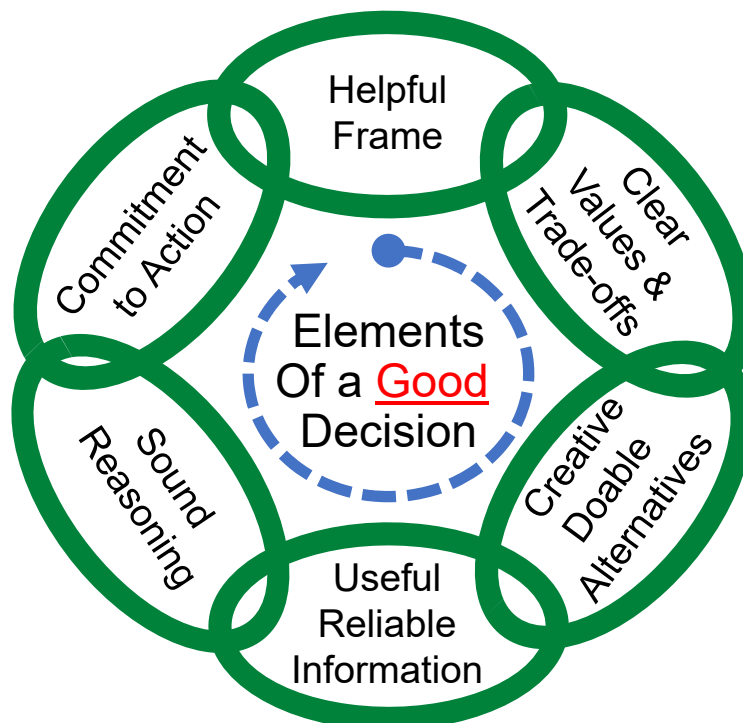 Helpful
Frame
Clear
Values &
Trade-offs
Creative
Doable
Alternatives
Useful
Reliable
Information
Sound
Reasoning
Commitment
to Action
Elements
Of a Good
Decision